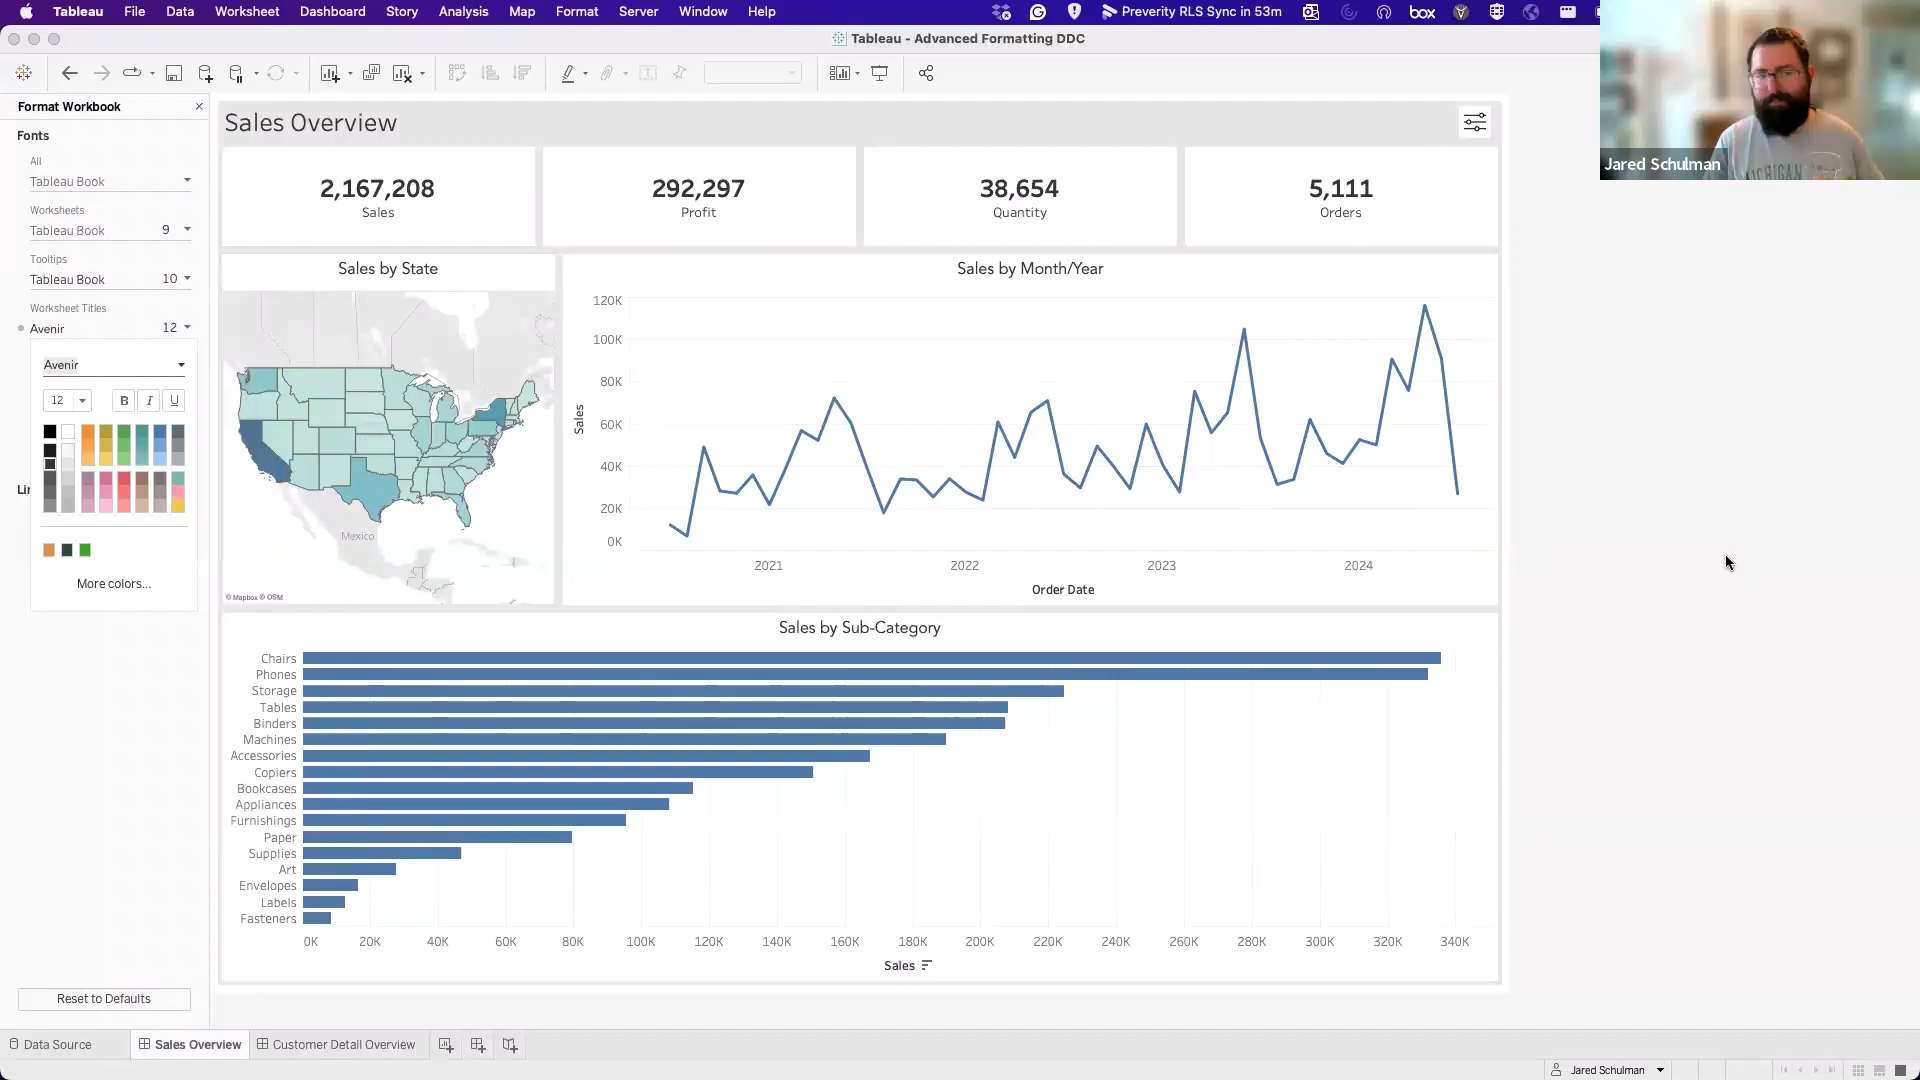 Tableau File Data Worksheet Dashboard Story Analysis Map Format Server Window Help
box
Preverity RLS Sync in 53m
Tableau - Advanced Formatting DDC
Jared Schulman
MICHIGAN
Format Workbook
Fonts
All
Tableau Book
Worksheets
Tableau Book 9
Tooltips
Tableau Book 10
Worksheet Titles
Avenir 12
Avenir
12 B I U
More colors...
Reset to Defaults
Sales Overview
2,167,208
Sales
292,297
Profit
38,654
Quantity
5,111
Orders
Sales by State
Mexico
© Mapbox © OSM
Sales by Month/Year
120K
100K
80K
60K
40K
20K
0K
Sales
2021 2022 2023 2024
Order Date
Sales by Sub-Category
Chairs
Phones
Storage
Tables
Binders
Machines
Accessories
Copiers
Bookcases
Appliances
Furnishings
Paper
Supplies
Art
Envelopes
Labels
Fasteners
0K 20K 40K 60K 80K 100K 120K 140K 160K 180K 200K 220K 240K 260K 280K 300K 320K 340K
Sales
Data Source Sales Overview Customer Detail Overview
Jared Schulman